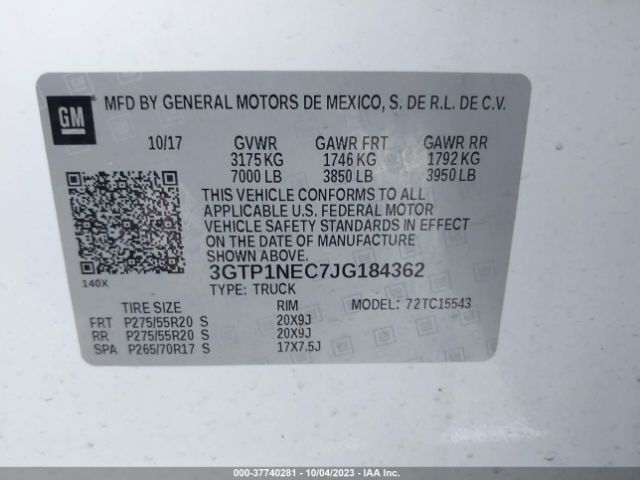 GM MFD BY GENERAL MOTORS DE MEXICO, S. DE R.L. DE C.V.
10/17 GVWR GAWR FRT GAWR RR
3175 KG 1746 KG 1792 KG
7000 LB 3850 LB 3950 LB
THIS VEHICLE CONFORMS TO ALL
APPLICABLE U.S. FEDERAL MOTOR
VEHICLE SAFETY STANDARDS IN EFFECT
ON THE DATE OF MANUFACTURE
SHOWN ABOVE.
140X
3GTP1NEC7JG184362
TYPE: TRUCK
TIRE SIZE RIM MODEL: 72TC15543
FRT P275/55R20 S 20X9J
RR P275/55R20 S 20X9J
SPA P265/70R17 S 17X7.5J
000-37740281 - 10/04/2023 - IAA Inc.